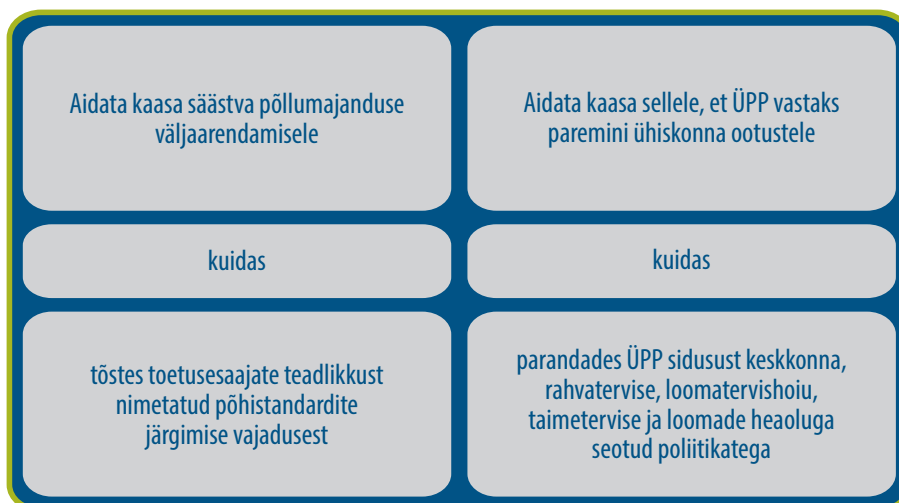 Aidata kaasa säästva põllumajanduse
väljaarendamisele
kuidas
tõstes toetusesaajate teadlikkust
nimetatud põhistandardite
järgimise vajadusest
Aidata kaasa sellele, et ÜPP vastaks
paremini ühiskonna ootustele
kuidas
parandades ÜPP sidusust keskkonna,
rahvatervise, loomatervishoiu,
taimetervise ja loomade heaoluga
seotud poliitikatega